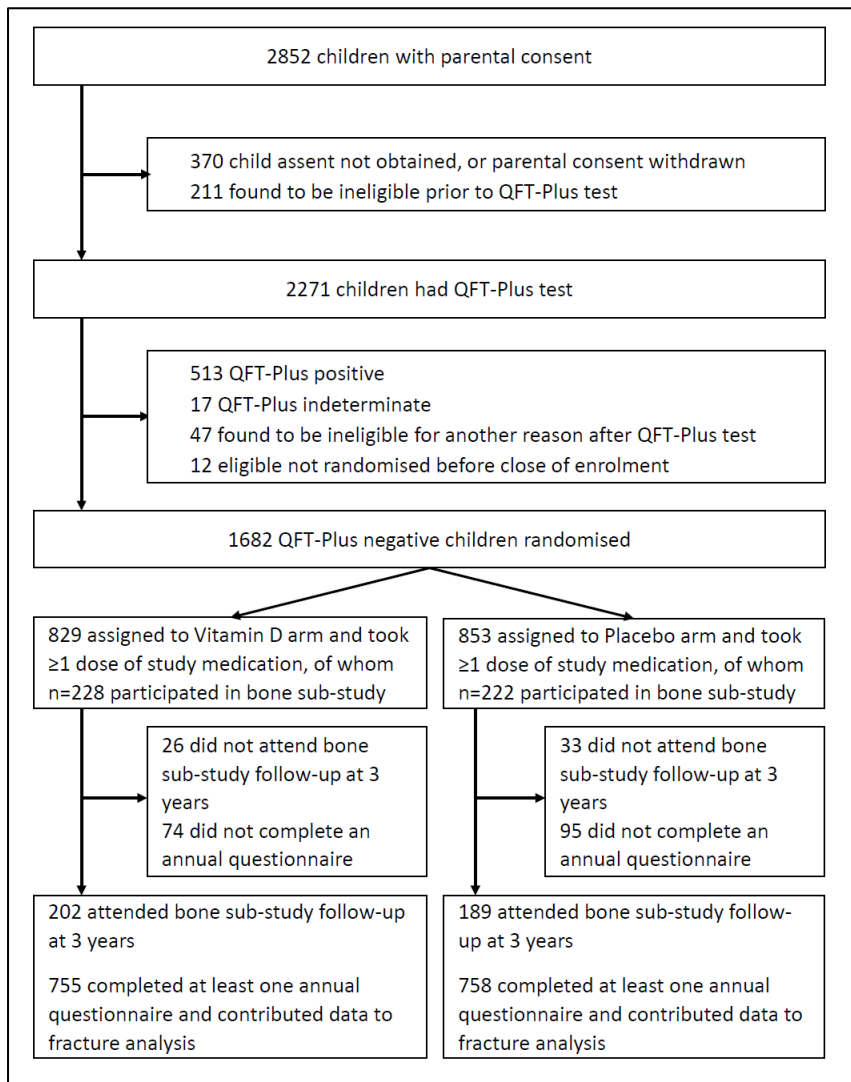 2852 children with parental consent
370 child assent not obtained, or parental consent withdrawn
211 found to be ineligible prior to QFT-Plus test
2271 children had QFT-Plus test
513 QFT-Plus positive
17 QFT-Plus indeterminate
47 found to be ineligible for another reason after QFT-Plus test
12 eligible not randomised before close of enrolment
1682 QFT-Plus negative children randomised
829 assigned to Vitamin D arm and took
≥1 dose of study medication, of whom
n=228 participated in bone sub-study
853 assigned to Placebo arm and took
≥1 dose of study medication, of whom
n=222 participated in bone sub-study
26 did not attend bone
sub-study follow-up at 3
years
74 did not complete an
annual questionnaire
33 did not attend bone
sub-study follow-up at 3
years
95 did not complete an
annual questionnaire
202 attended bone sub-study follow-up
at 3 years
755 completed at least one annual
questionnaire and contributed data to
fracture analysis
189 attended bone sub-study follow-
up at 3 years
758 completed at least one annual
questionnaire and contributed data to
fracture analysis